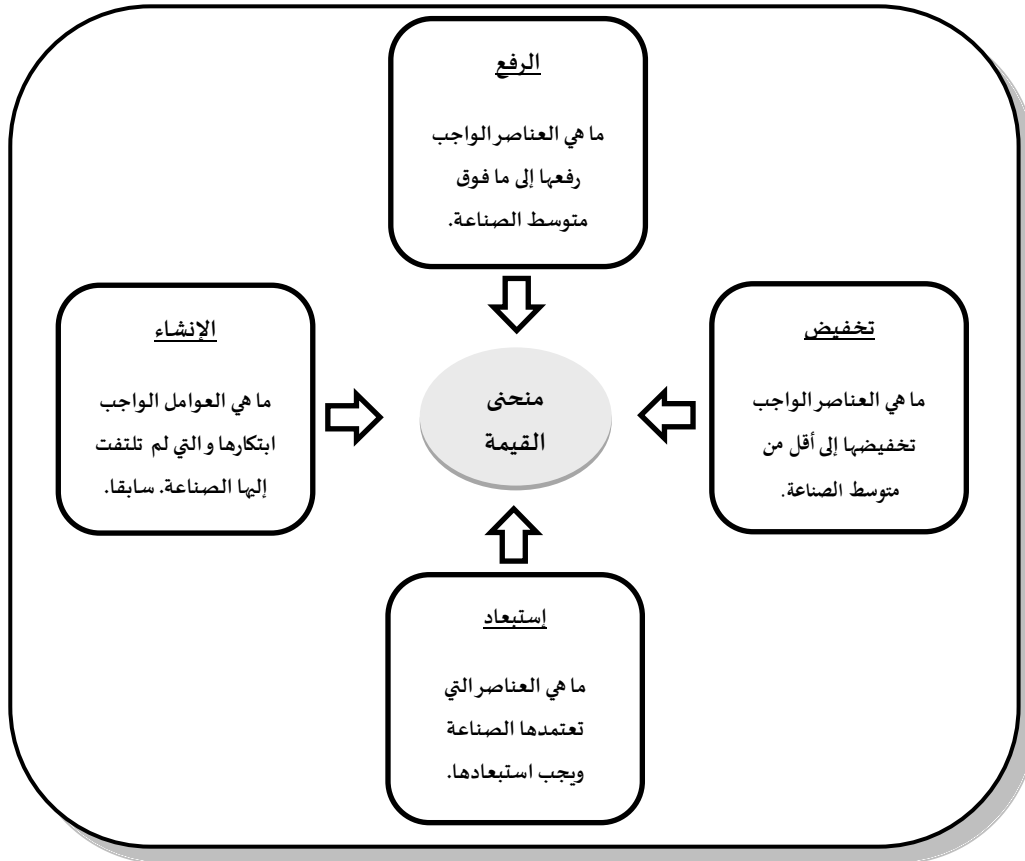 الرفع
ما هي العناصر الواجب
رفعها إلى ما فوق
متوسط الصناعة.
تخفيض
ما هي العناصر الواجب
تخفيضها إلى أقل من
متوسط الصناعة.
منحنى
القيمة
الإنشاء
ما هي العوامل الواجب
ابتكارها و التي لم تلتفت
إليها الصناعة. سابقا.
إستبعاد
ما هي العناصر التي
تعتمدها الصناعة
ويجب استبعادها.